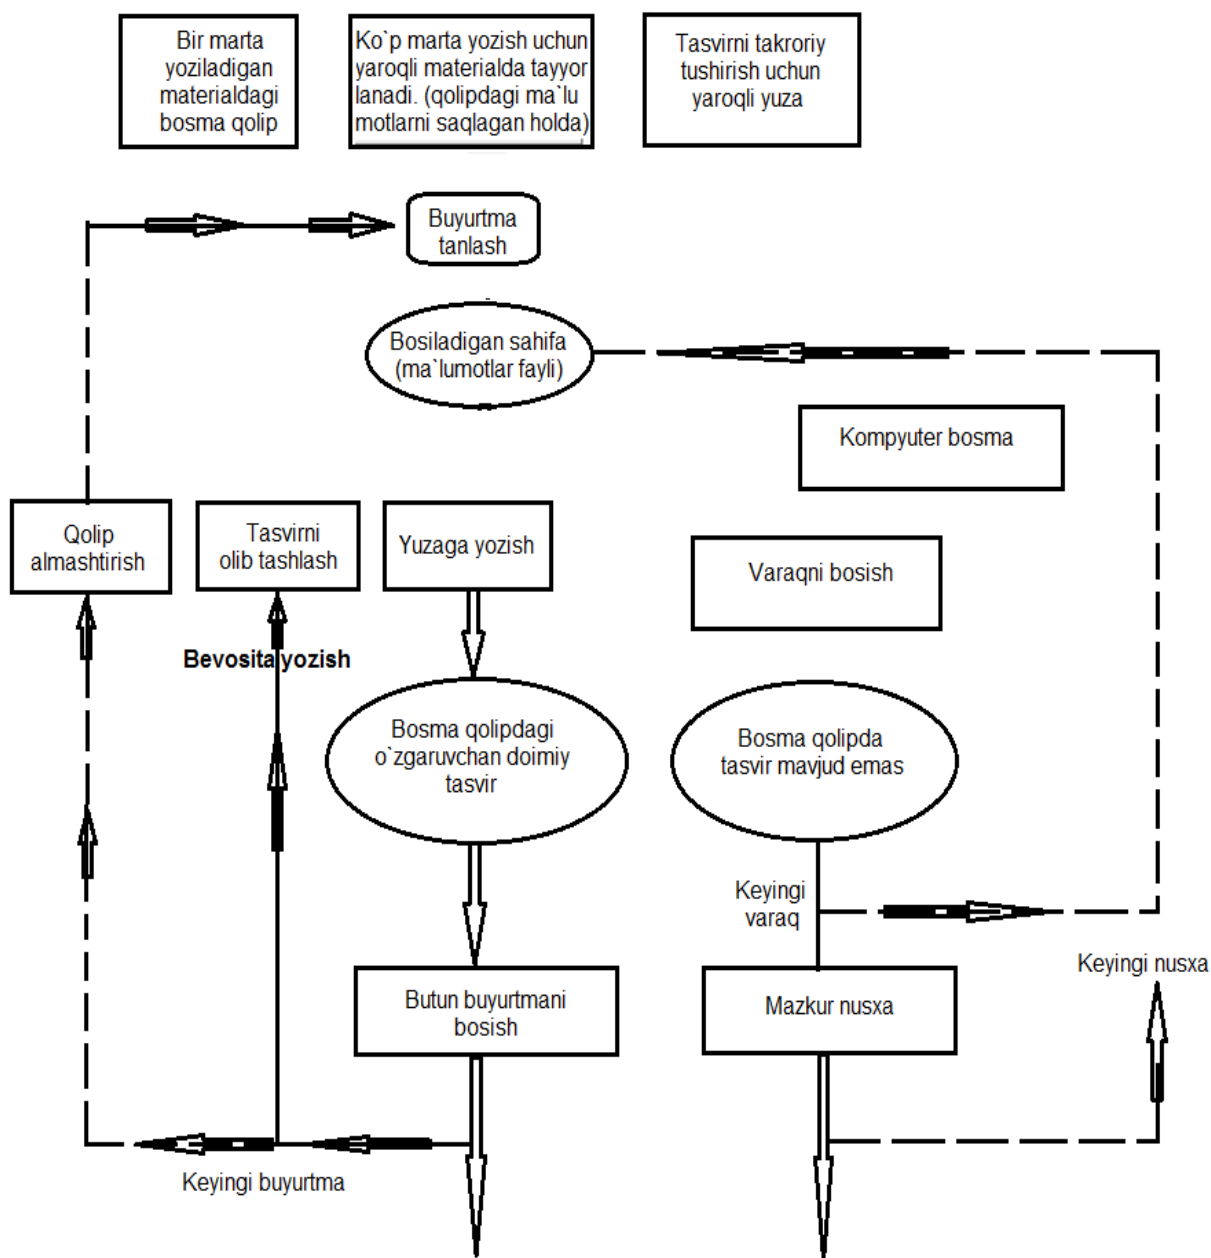 Bir marta
yoziladigan
materialdagi
bosma qolip
Ko`p marta yozish uchun
yaroqli materialda tayyor
lanadi. (qolipdagi ma`lu
motlarni saqlagan holda)
Tasvirni takroriy
tushirish uchun
yaroqli yuza
Buyurtma
tanlash
Bosiladigan sahifa
(ma`lumotlar fayli)
Kompyuter bosma
Qolip
almashtirish
Tasvirni
olib tashlash
Yuzaga yozish
Varaqni bosish
Bevosita yozish
Bosma qolipdagi
o`zgaruvchan doimiy
tasvir
Bosma qolipda
tasvir mavjud emas
Keyingi
varaq
Keyingi nusxa
Butun buyurtmani
bosish
Mazkur nusxa
Keyingi buyurtma